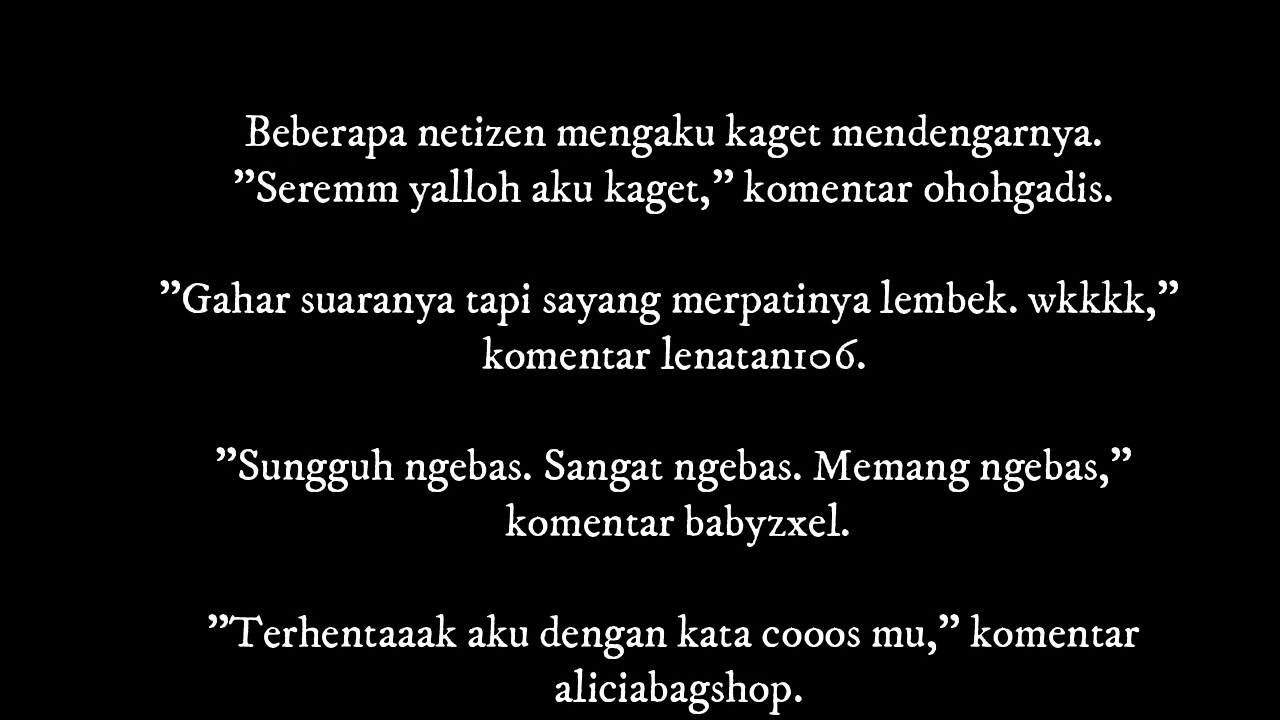 Beberapa netizen mengaku kaget mendengarnya.
”Seremm yalloh aku kaget,” komentar ohohgadis.
”Gahar suaranya tapi sayang merpatinya lembek. wkkkk,”
komentar lenatan106.
”Sungguh ngebas. Sangat ngebas. Memang ngebas,”
komentar babyzxel.
”Terhentaaak aku dengan kata cooos mu,” komentar
aliciabagshop.